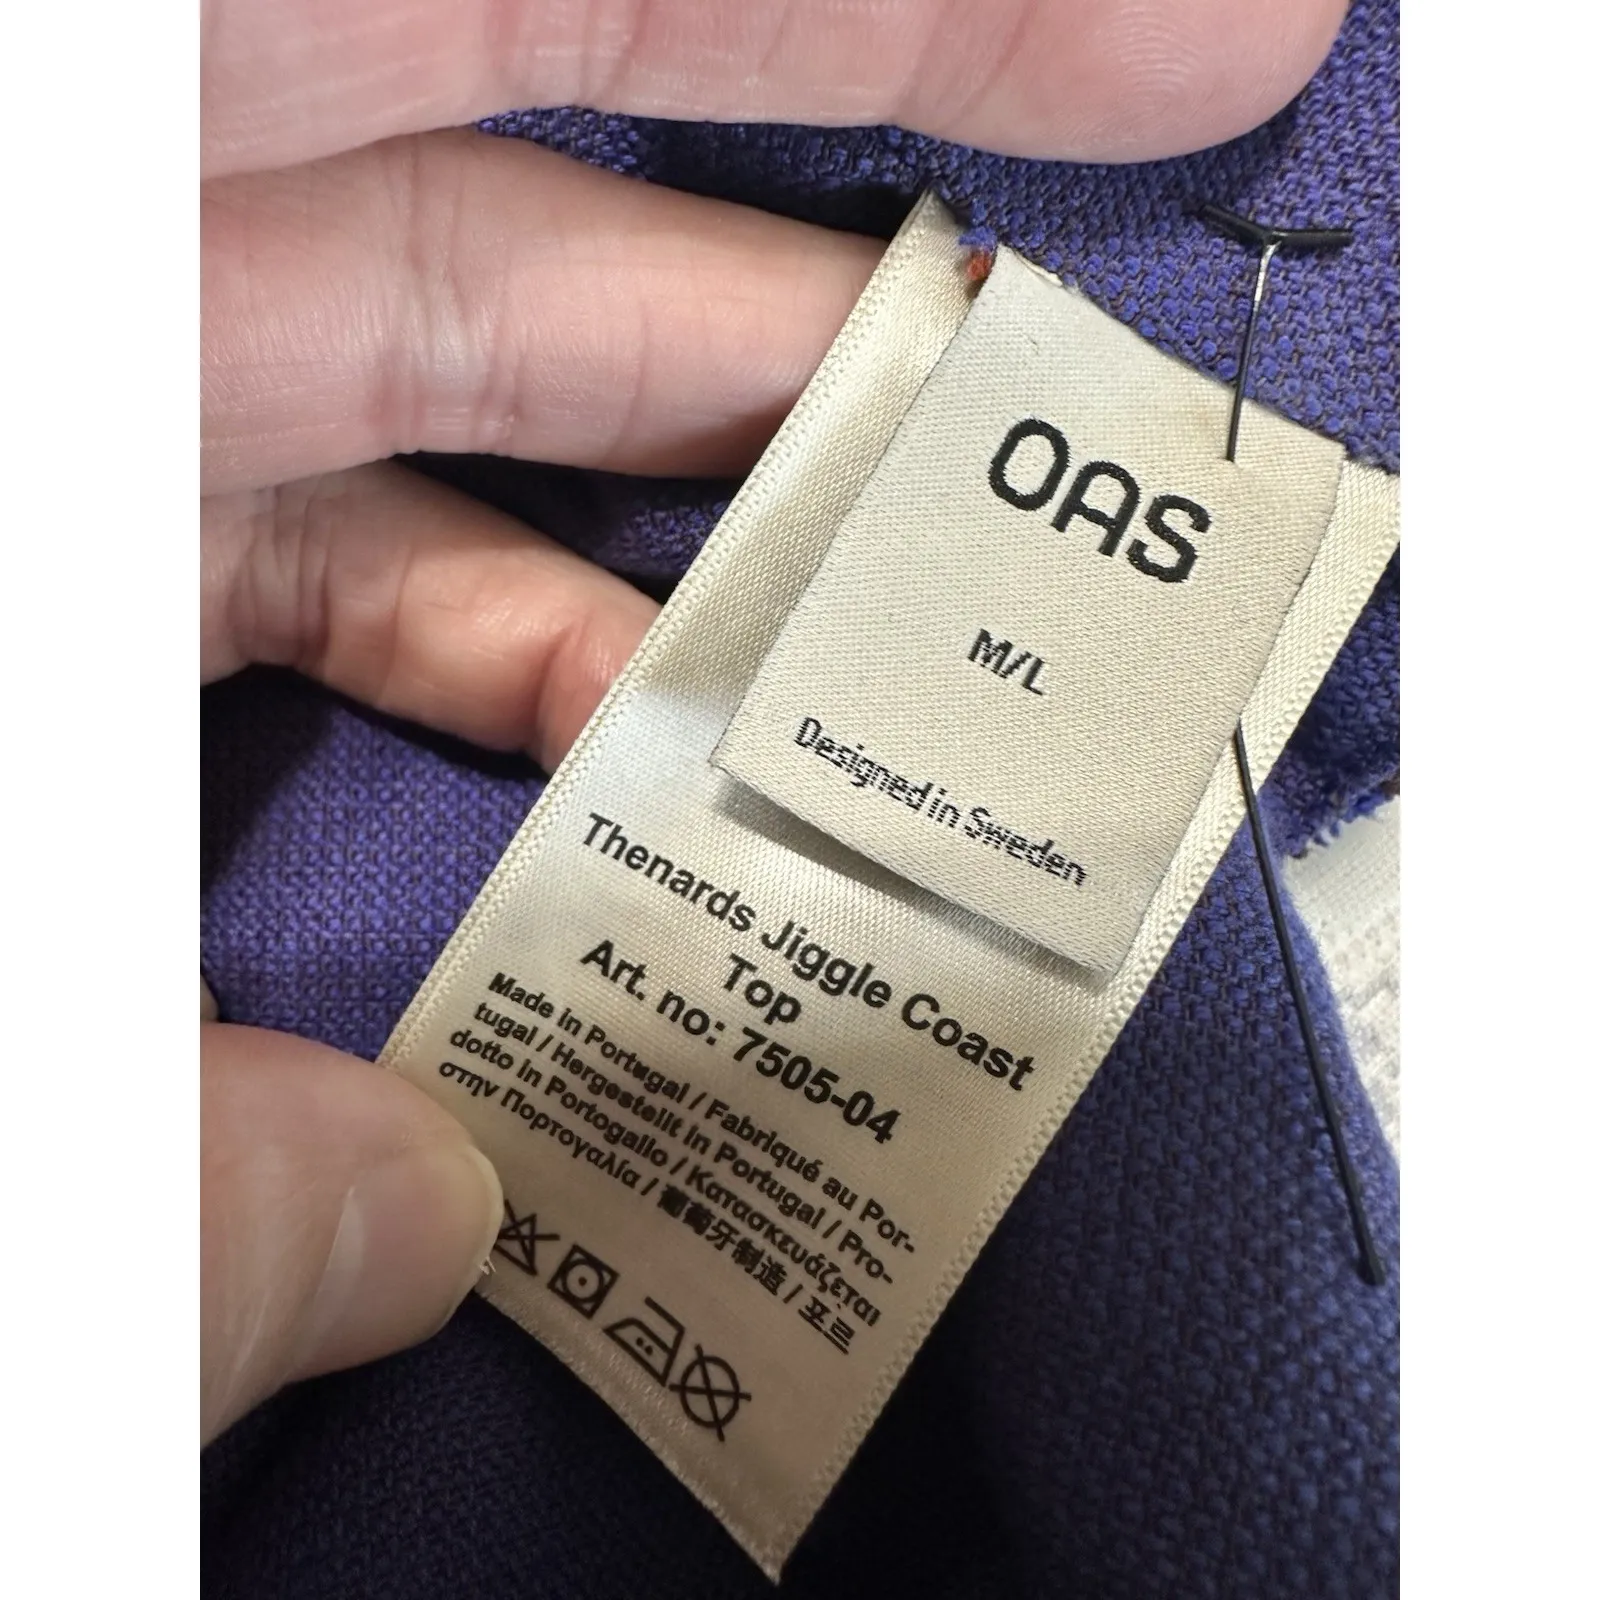 OAS
M/L
Designed in Sweden
Thenards Jiggle Coast
Top
Art. no: 7505-04
Made in Portugal / Fabriqué au Por-
tugal / Hergestellt in Portugal / Pro-
dotto in Portogallo / Κατασκευάζεται
στην Πορτογαλία / 葡萄牙制造 / 포르